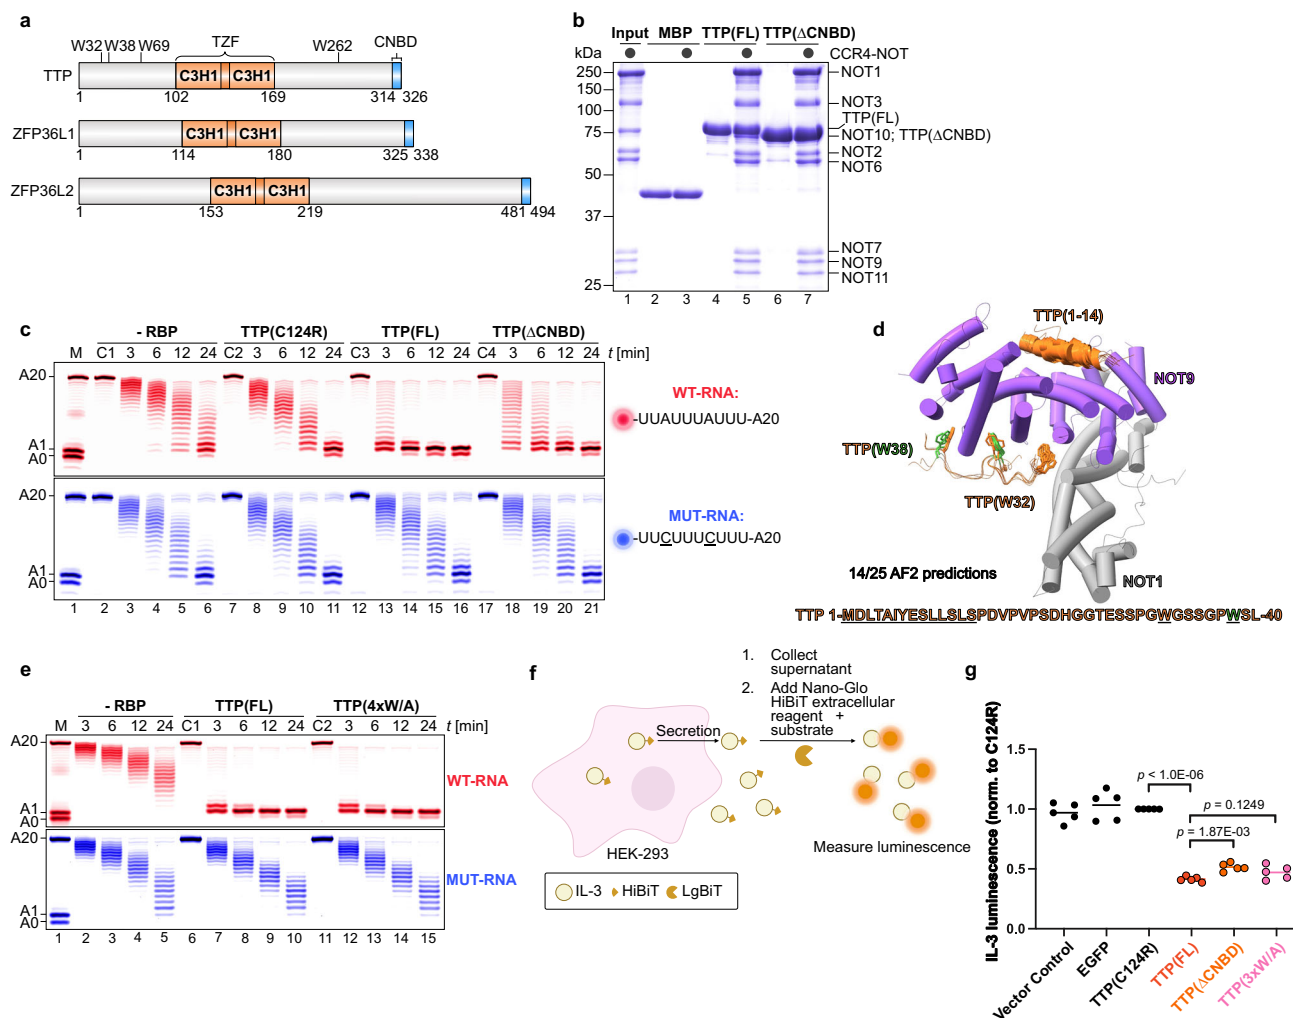 a
W32 W38 W69 TZF W262 CNBD
TTP C3H1 C3H1
1 102 169 314 326
ZFP36L1 C3H1 C3H1
1 114 180 325 338
ZFP36L2 C3H1 C3H1
1 153 219 481 494
b
Input MBP TTP(FL) TTP(ΔCNBD)
kDa CCR4-NOT
250 NOT1
150
100 NOT3
TTP(FL)
75 NOT10; TTP(ΔCNBD)
NOT2
NOT6
50
37
NOT7
NOT9
NOT11
25
1 2 3 4 5 6 7
c
- RBP TTP(C124R) TTP(FL) TTP(ΔCNBD)
M C1 3 6 12 24 C2 3 6 12 24 C3 3 6 12 24 C4 3 6 12 24 t [min]
A20
WT-RNA:
-UUAUUUAUUU-A20
A1
A0
A20
MUT-RNA:
-UUCUUUCUUU-A20
A1
A0
1 2 3 4 5 6 7 8 9 10 11 12 13 14 15 16 17 18 19 20 21
d
TTP(1-14)
NOT9
TTP(W38)
TTP(W32)
14/25 AF2 predictions
NOT1
TTP 1-MDLTAIYESLLSLSPDVPVPSDHGGTESSPGWGSSGPWSL-40
e
- RBP TTP(FL) TTP(4xW/A)
M 3 6 12 24 C1 3 6 12 24 C2 3 6 12 24 t [min]
A20
WT-RNA
A1
A0
A20
MUT-RNA
A1
A0
1 2 3 4 5 6 7 8 9 10 11 12 13 14 15
f
1. Collect
supernatant
2. Add Nano-Glo
HiBiT extracellular
reagent +
substrate
Secretion
HEK-293
Measure luminescence
IL-3 HiBiT LgBiT
g
IL-3 luminescence (norm. to C124R)
1.5
1.0
0.5
0.0
p < 1.0E-06
p = 0.1249
p = 1.87E-03
Vector Control
EGFP
TTP(C124R)
TTP(FL)
TTP(ΔCNBD)
TTP(3xW/A)